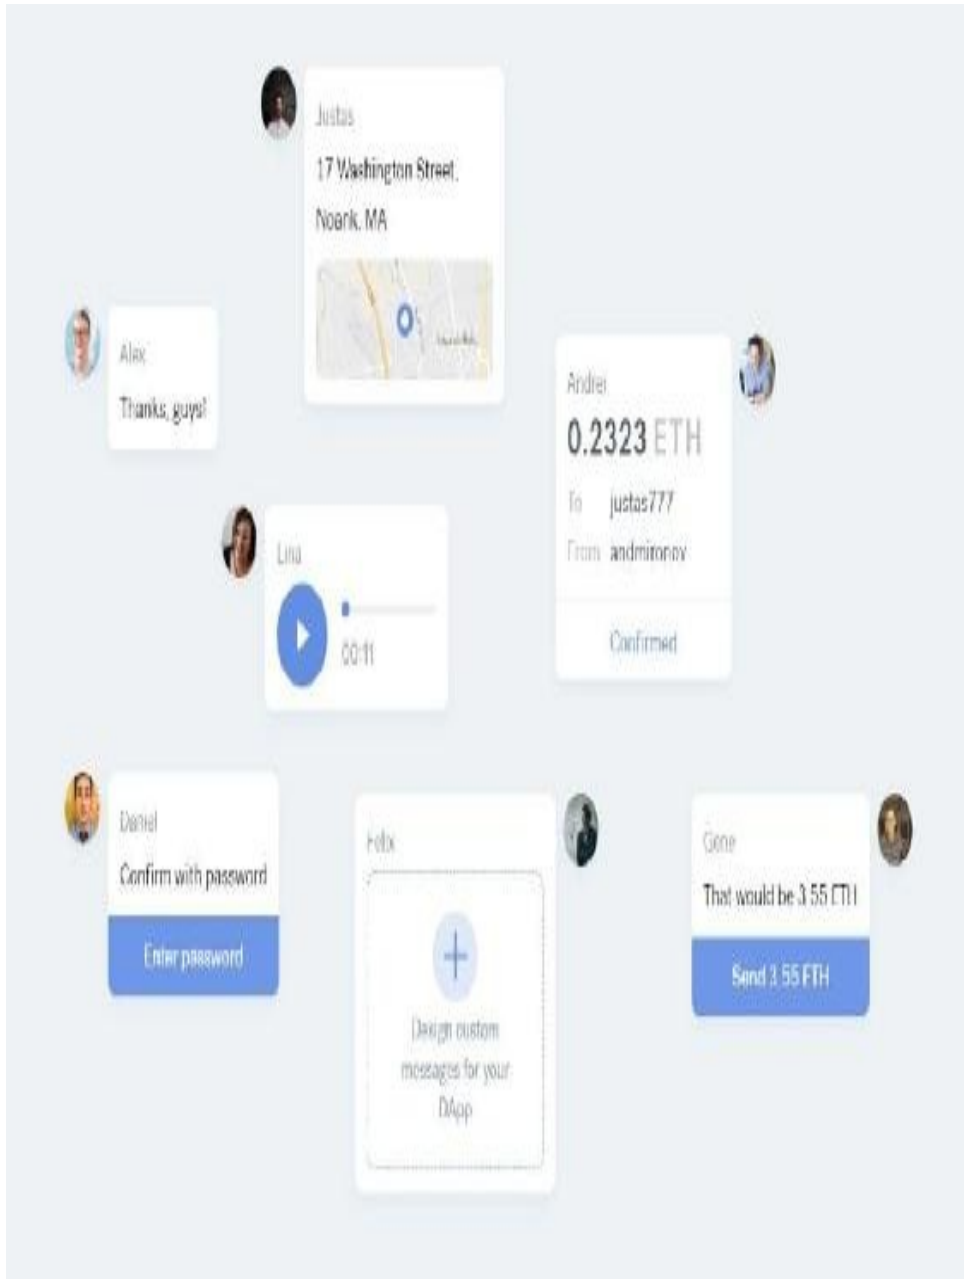 Justas
17 Washington Street,
Noank, MA
Alex
Thanks, guys!
Andrei
0.2323 ETH
To justas777
From andmironov
Confirmed
Lina
00:11
Daniel
Confirm with password
Enter password
Felix
Design custom
messages for your
DApp
Gene
That would be 3.55 ETH
Send 3.55 ETH